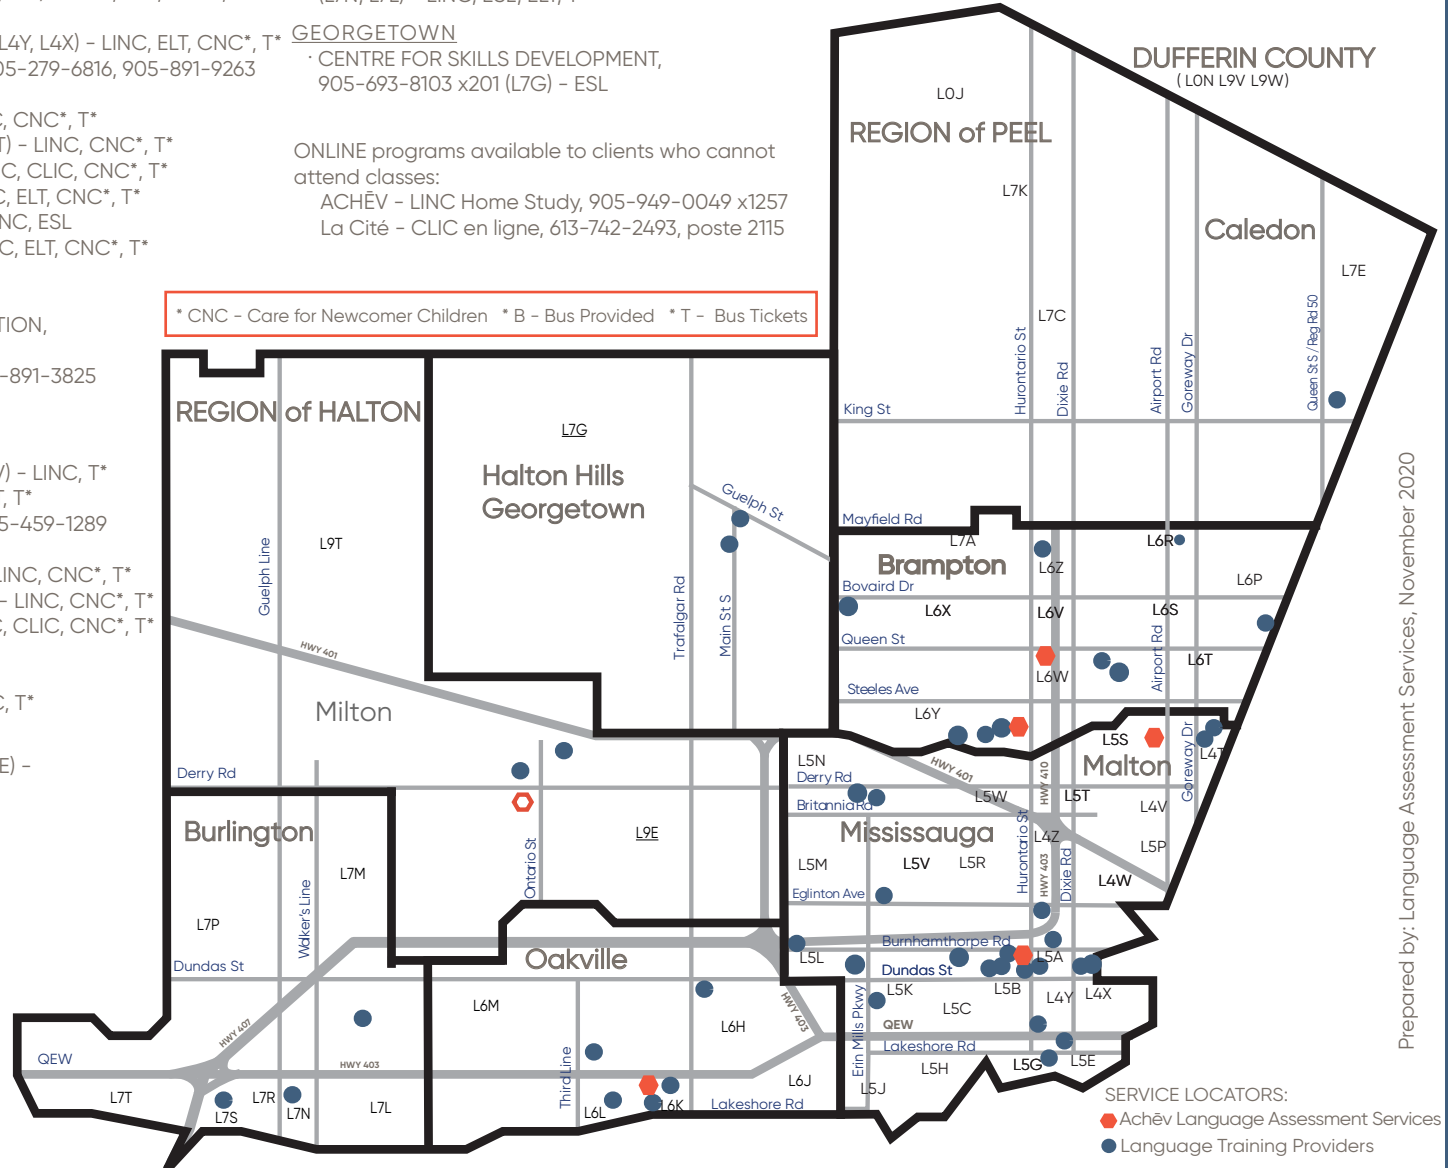 L4Y, L4X) - LINC, ELT, CNC*, T*
05-279-6816, 905-891-9263
, CNC*, T*
T) - LINC, CNC*, T*
C, CLIC, CNC*, T*
C, ELT, CNC*, T*
NC, ESL
C, ELT, CNC*, T*
TION,
-891-3825
V) - LINC, T*
T, T*
5-459-1289
LINC, CNC*, T*
- LINC, CNC*, T*
C, CLIC, CNC*, T*
C, T*
E) -
GEORGETOWN
· CENTRE FOR SKILLS DEVELOPMENT,
905-693-8103 x201 (L7G) - ESL
ONLINE programs available to clients who cannot
attend classes:
ACHĒV - LINC Home Study, 905-949-0049 x1257
La Cité - CLIC en ligne, 613-742-2493, poste 2115
* CNC - Care for Newcomer Children * B - Bus Provided * T - Bus Tickets
DUFFERIN COUNTY
( L0N L9V L9W)
L0J
REGION of PEEL
L7K
Caledon
L7E
L7C
Hurontario St
Dixie Rd
Airport Rd
Goreway Dr
Queen St S / Reg Rd 50
King St
Mayfield Rd
REGION of HALTON
L7G
Halton Hills
Georgetown
Guelph St
L9T
Guelph Line
Trafalgar Rd
Main St S
HWY 401
Milton
Derry Rd
L7A
L6R
Brampton
L6Z
L6P
Bovaird Dr
L6X
L6V
L6S
Queen St
Airport Rd
L6T
L6W
Steeles Ave
L6Y
L5S
Goreway Dr
L4T
L5N
HWY 401
HWY 410
Malton
Derry Rd
L5W
L5T
Britannia Rd
L4V
Mississauga
Hurontario St
L4Z
L5P
L5M
L5V
L5R
HWY 403
Dixie Rd
L4W
Eglinton Ave
Burlington
L7M
Walker's Line
Ontario St
L9E
L7P
Dundas St
Oakville
Burnhamthorpe Rd
L5L
L5A
Dundas St
L5K
L5B
L4Y
L4X
L5C
L6M
L6H
HWY 403
Erin Mills Pkwy
QEW
Lakeshore Rd
L5G
L5E
L5H
L5J
HWY 407
QEW
HWY 403
Third Line
L6J
L7T
L7R
L7S
L7N
L7L
L6L
L6K
Lakeshore Rd
SERVICE LOCATORS:
Achēv Language Assessment Services
Language Training Providers
Prepared by: Language Assessment Services, November 2020